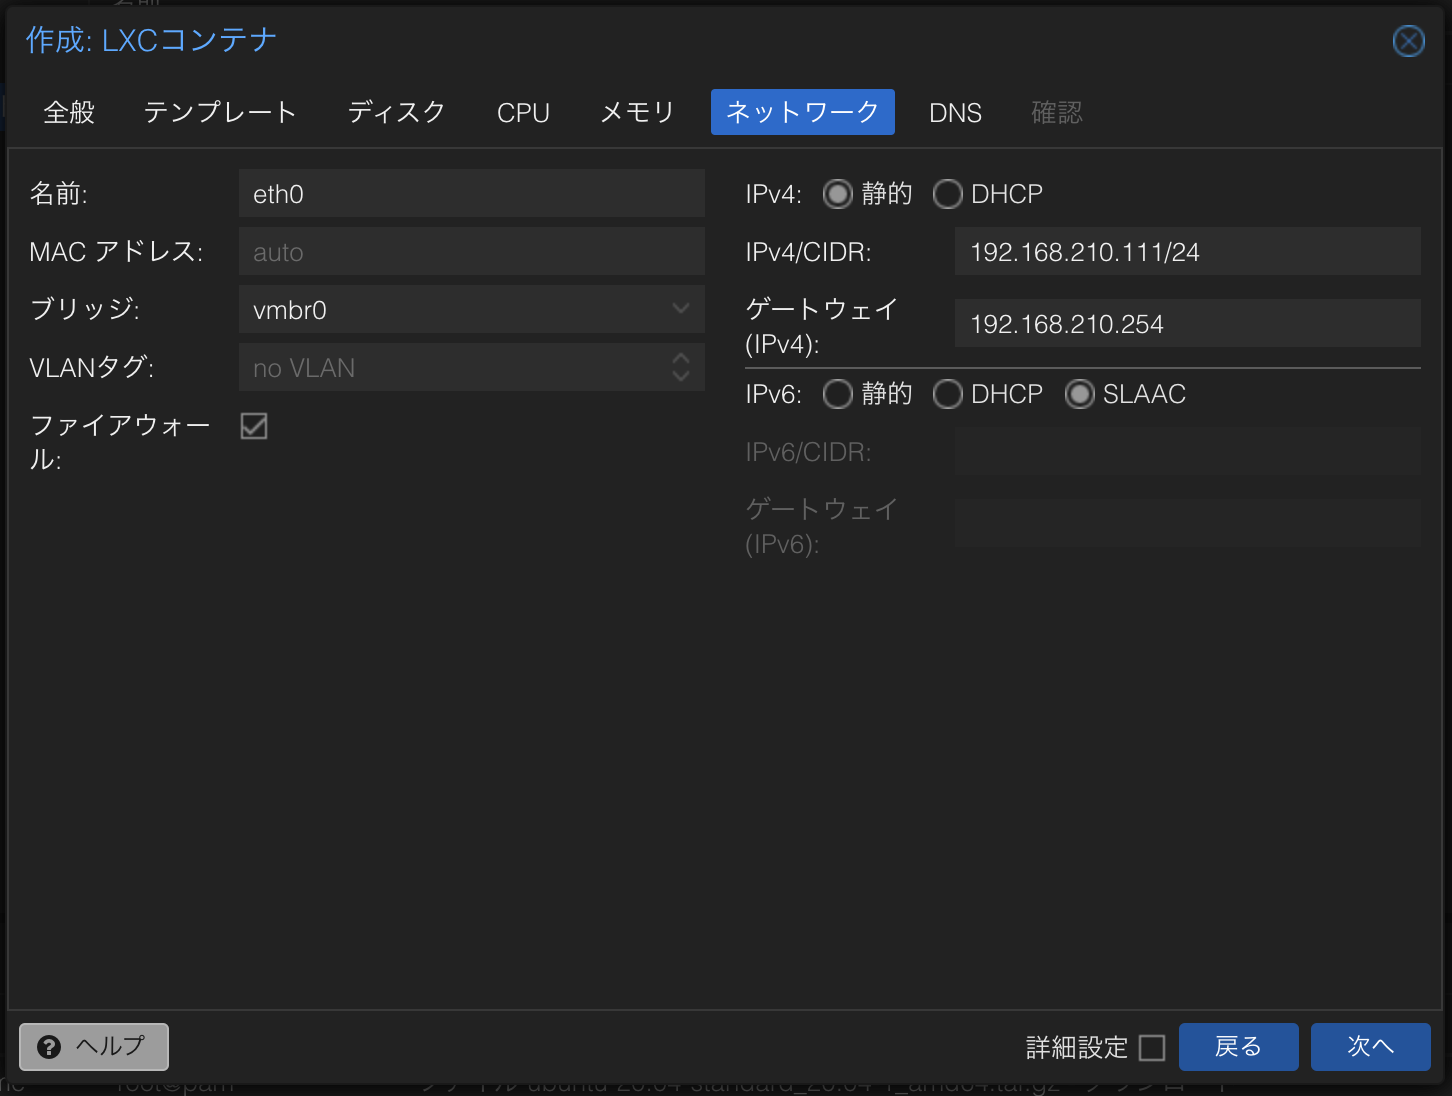 作成: LXCコンテナ
全般 テンプレート ディスク CPU メモリ ネットワーク DNS 確認
名前: eth0
MAC アドレス: auto
ブリッジ: vmbr0
VLANタグ: no VLAN
ファイアウォー
ル:
IPv4: 静的 DHCP
IPv4/CIDR: 192.168.210.111/24
ゲートウェイ
(IPv4): 192.168.210.254
IPv6: 静的 DHCP SLAAC
IPv6/CIDR:
ゲートウェイ
(IPv6):
ヘルプ 詳細設定 戻る 次へ